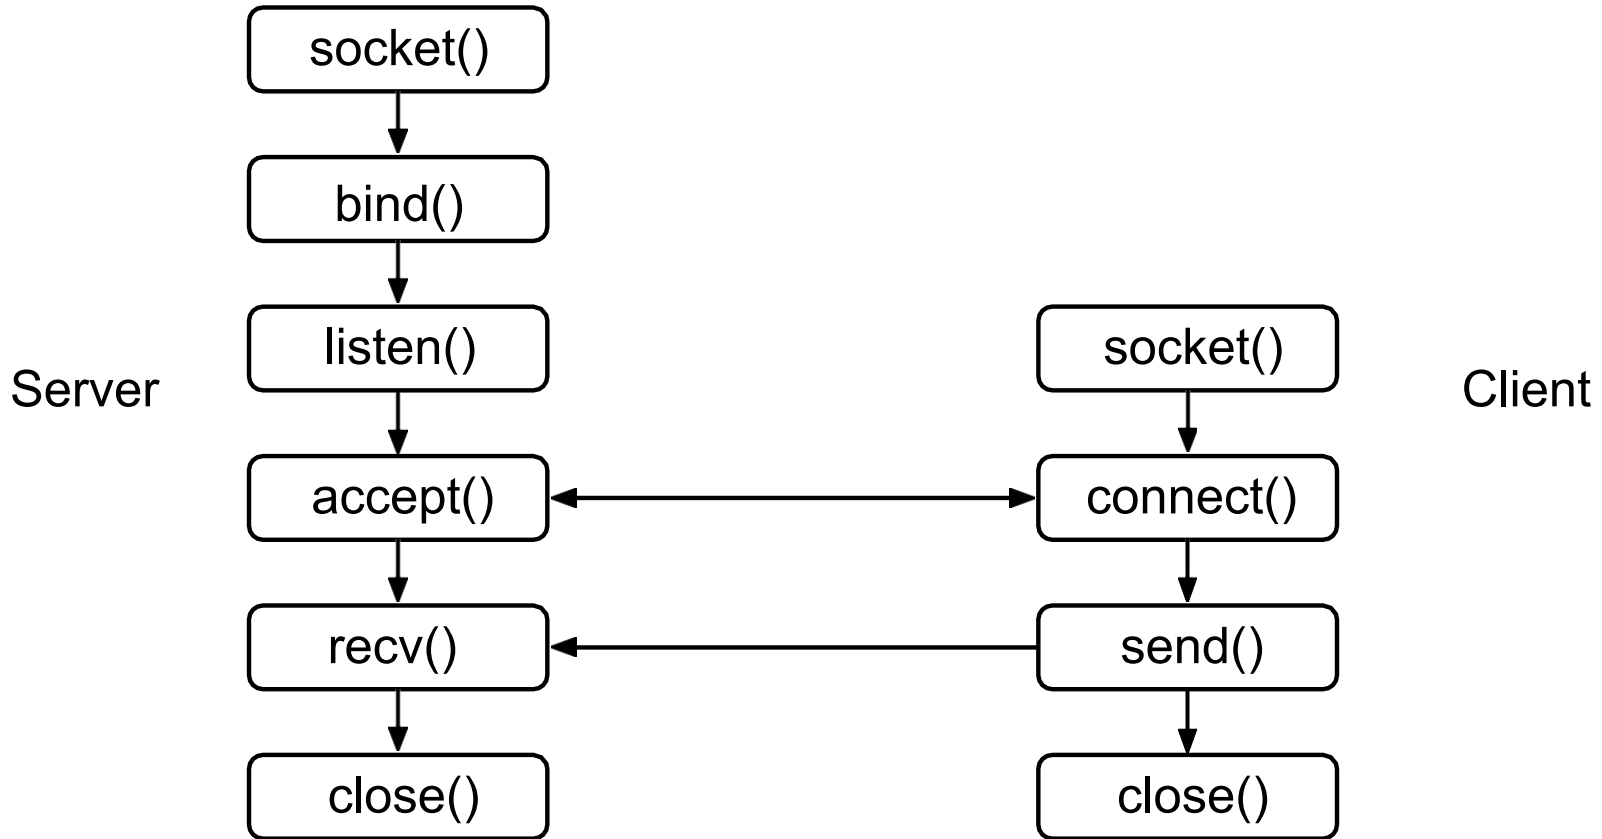 socket()
bind()
listen()
socket()
Server
Client
accept()
connect()
recv()
send()
close()
close()